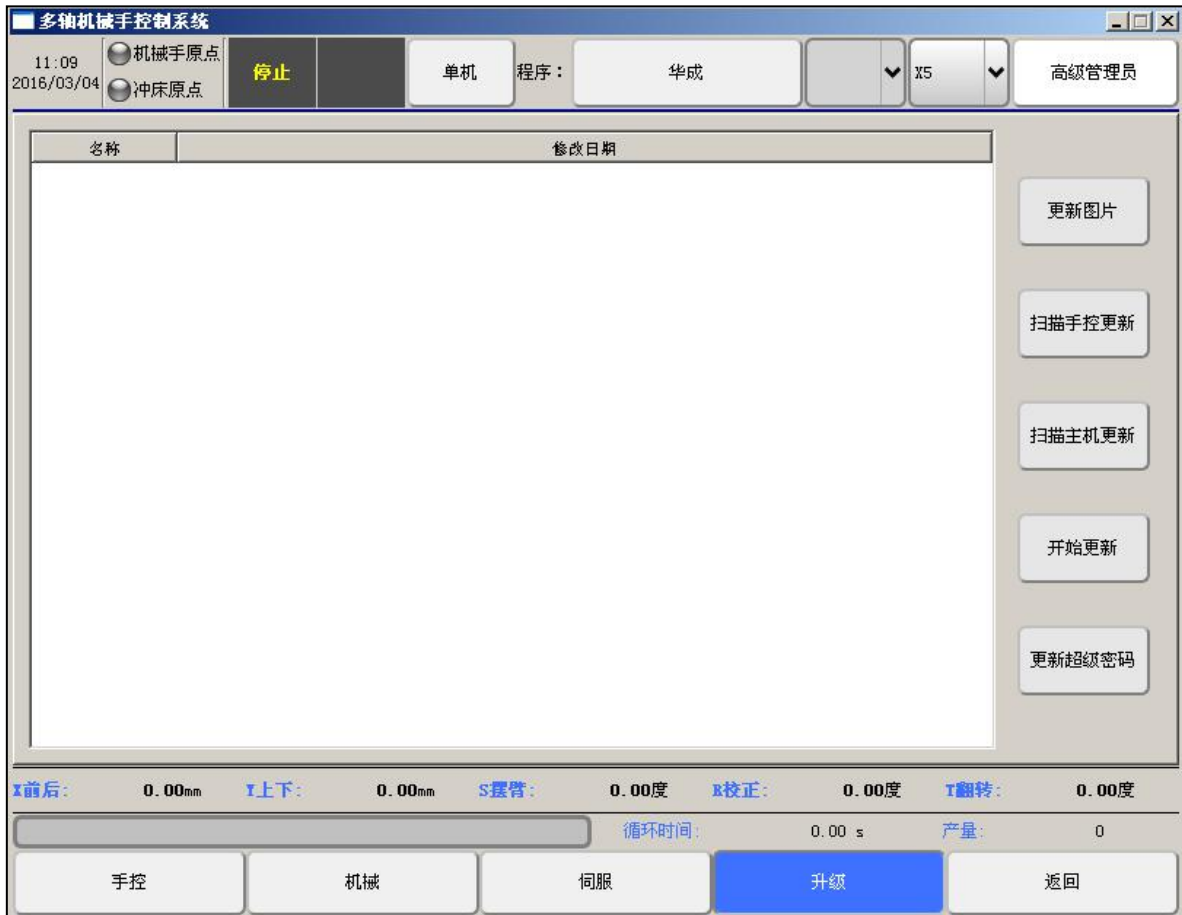 多轴机械手控制系统
11:09
2016/03/04
机械手原点
冲床原点
停止
单机
程序：
华成
X5
高级管理员
名称 修改日期
更新图片
扫描手控更新
扫描主机更新
开始更新
更新超级密码
X前后: 0.00mm Y上下: 0.00mm S摆臂: 0.00度 R校正: 0.00度 T翻转: 0.00度
循环时间: 0.00 s 产量: 0
手控 机械 伺服 升级 返回